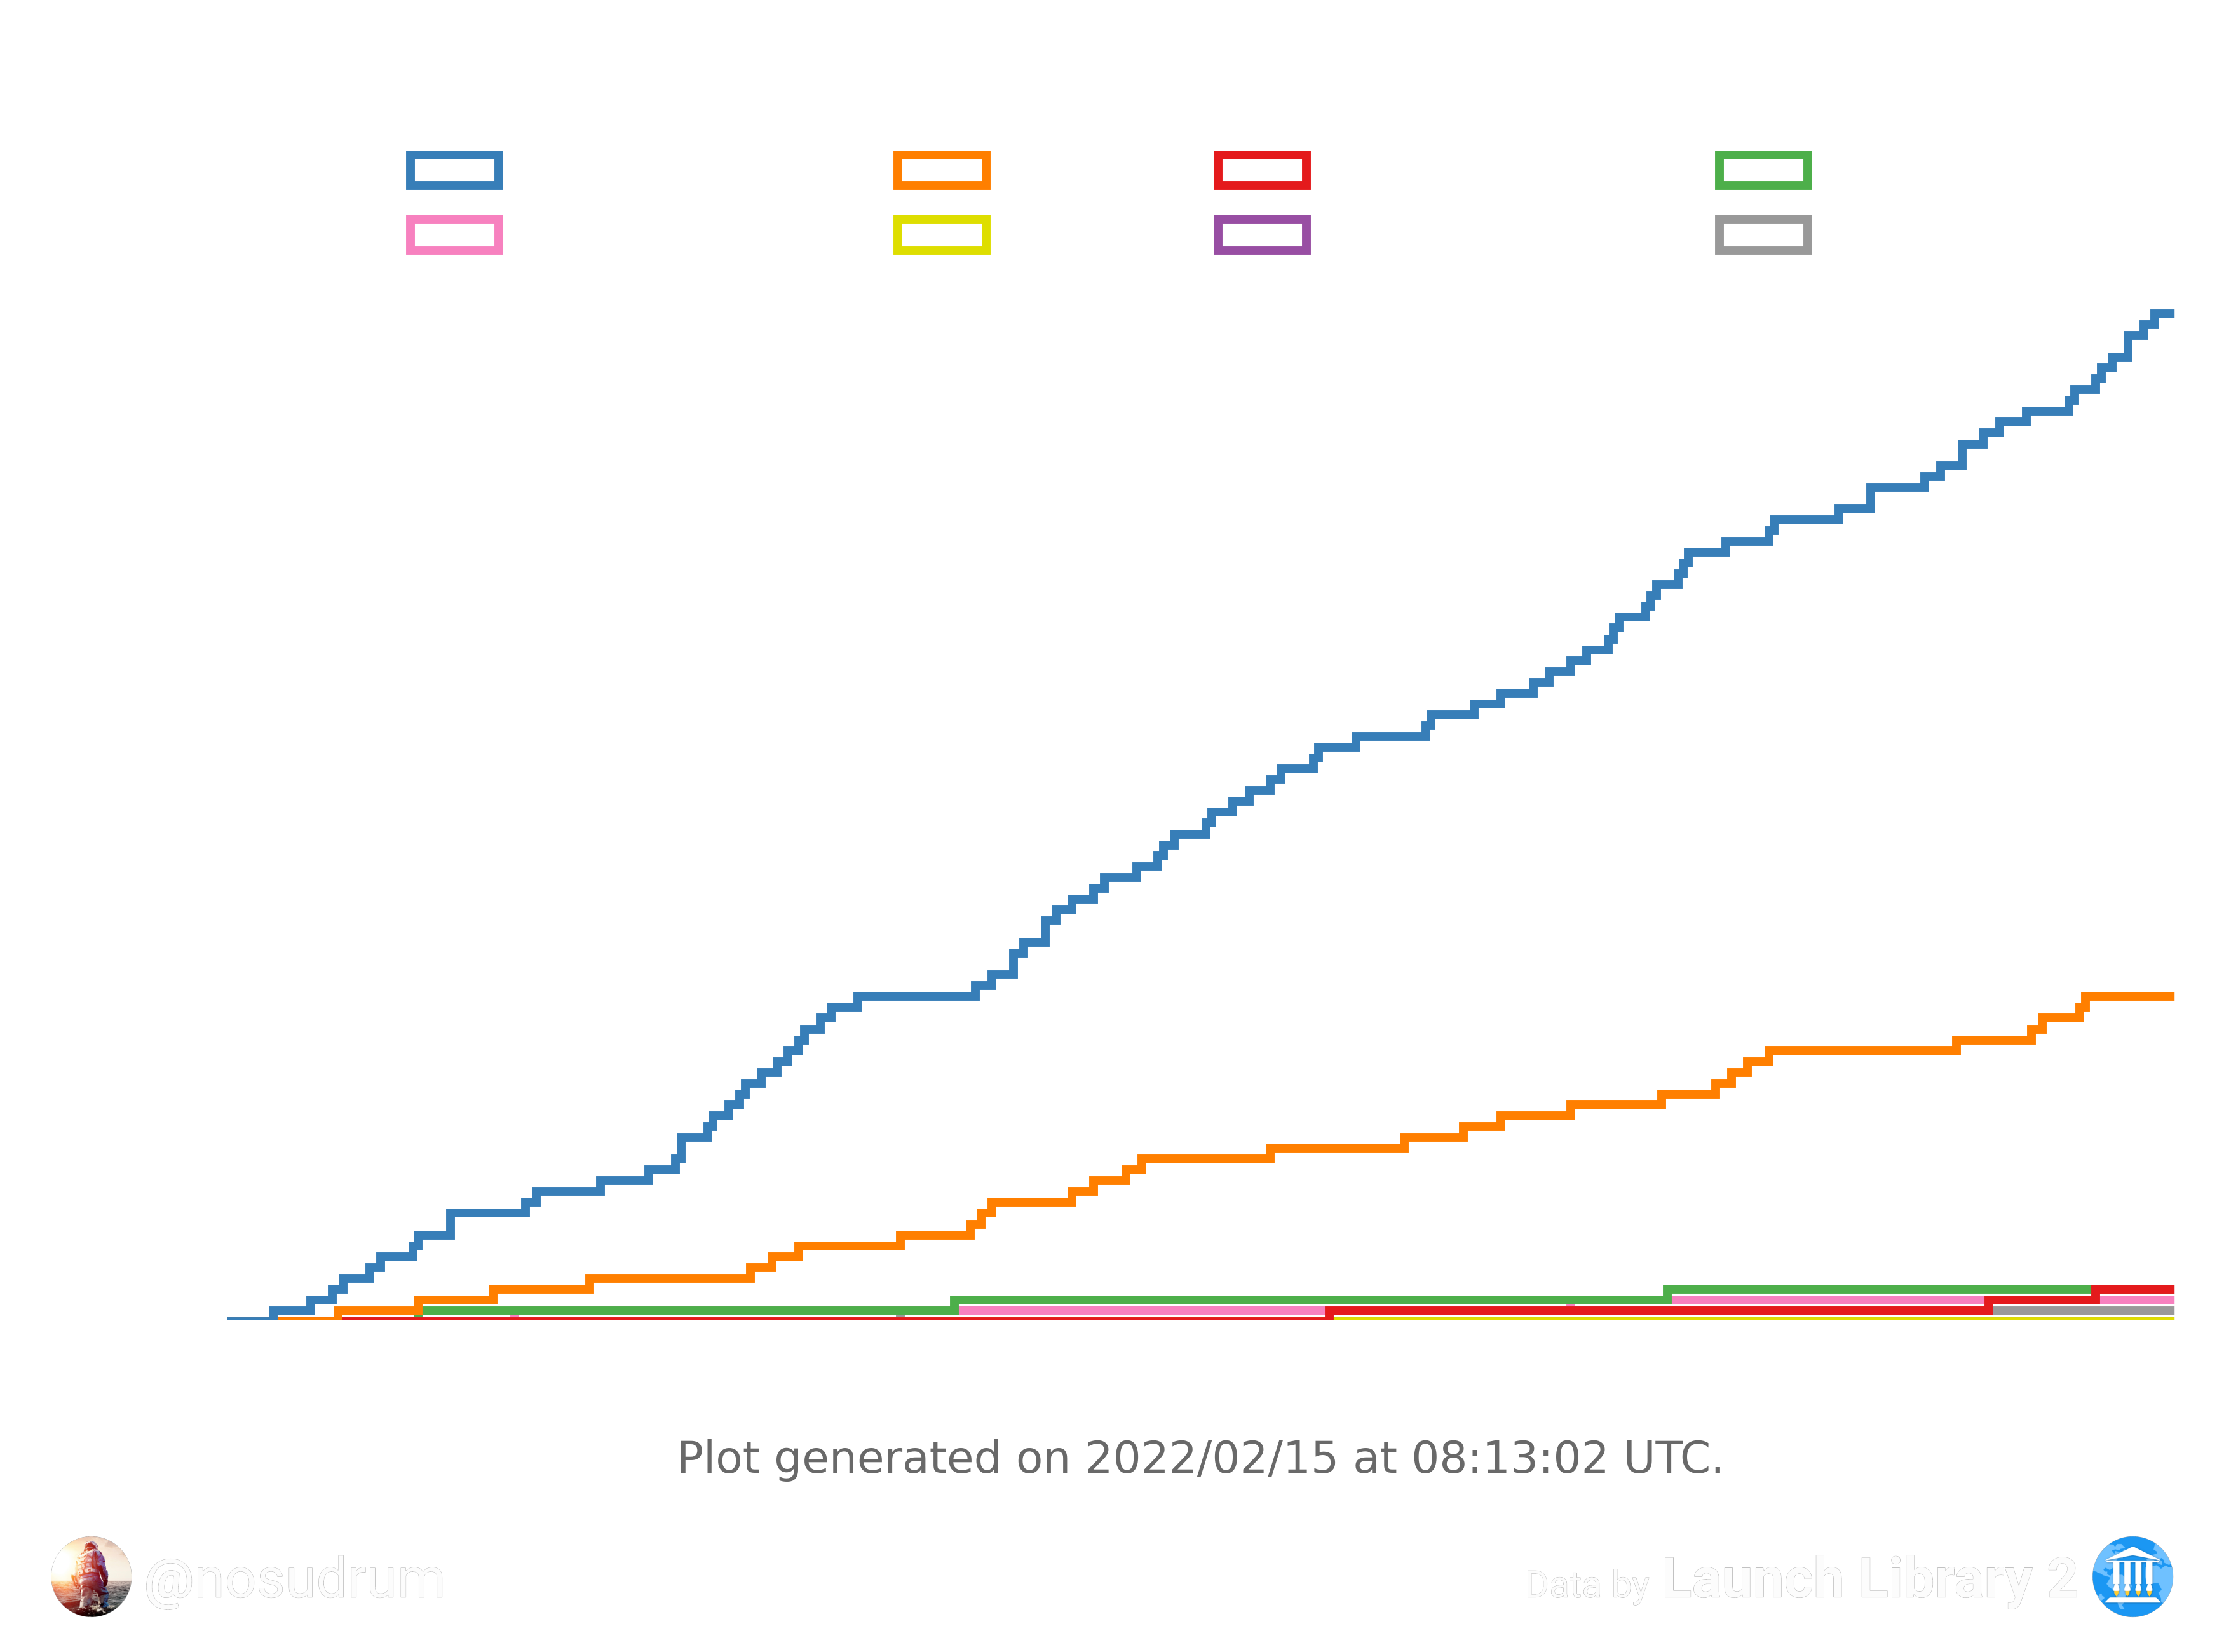 Plot generated on 2022/02/15 at 08:13:02 UTC.
@nosudrum
Data by Launch Library 2